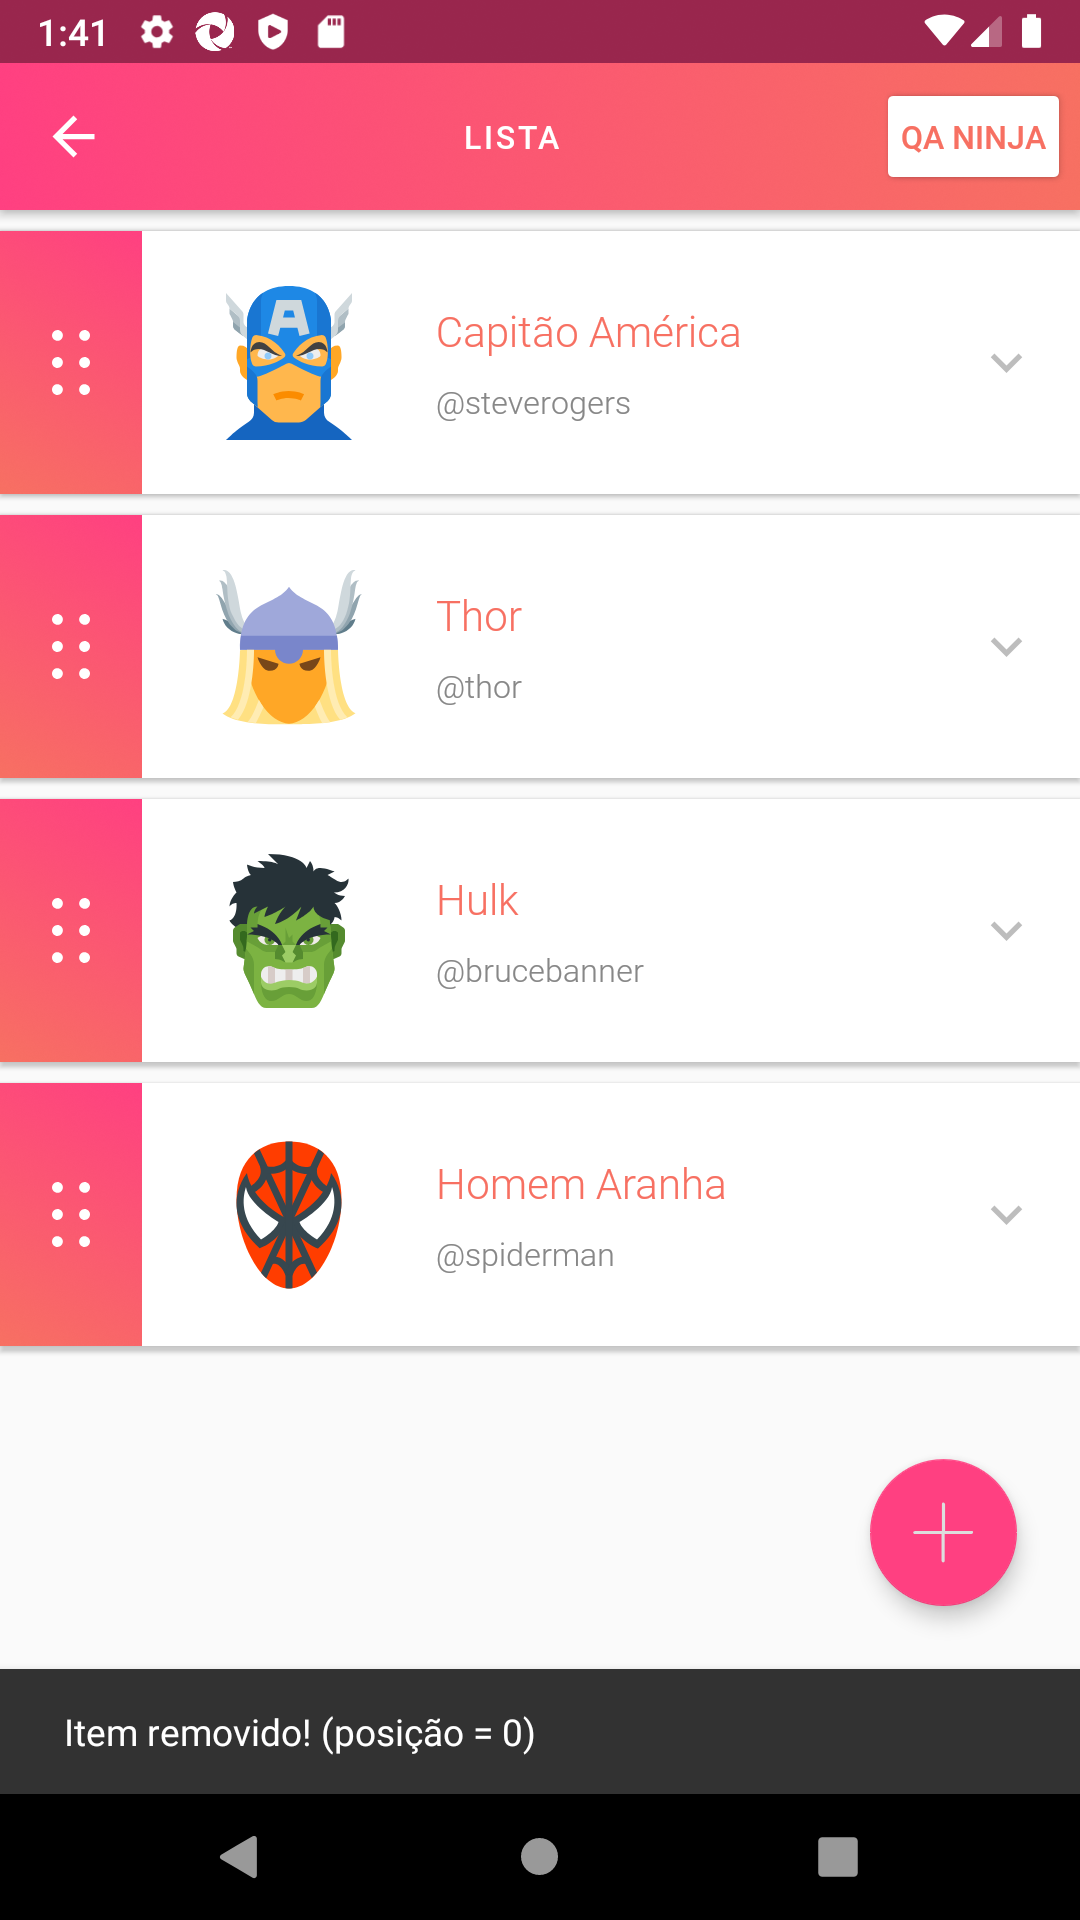 1:41
LISTA
QA NINJA
A
Capitão América
@steverogers
Thor
@thor
Hulk
@brucebanner
Homem Aranha
@spiderman
Item removido! (posição = 0)